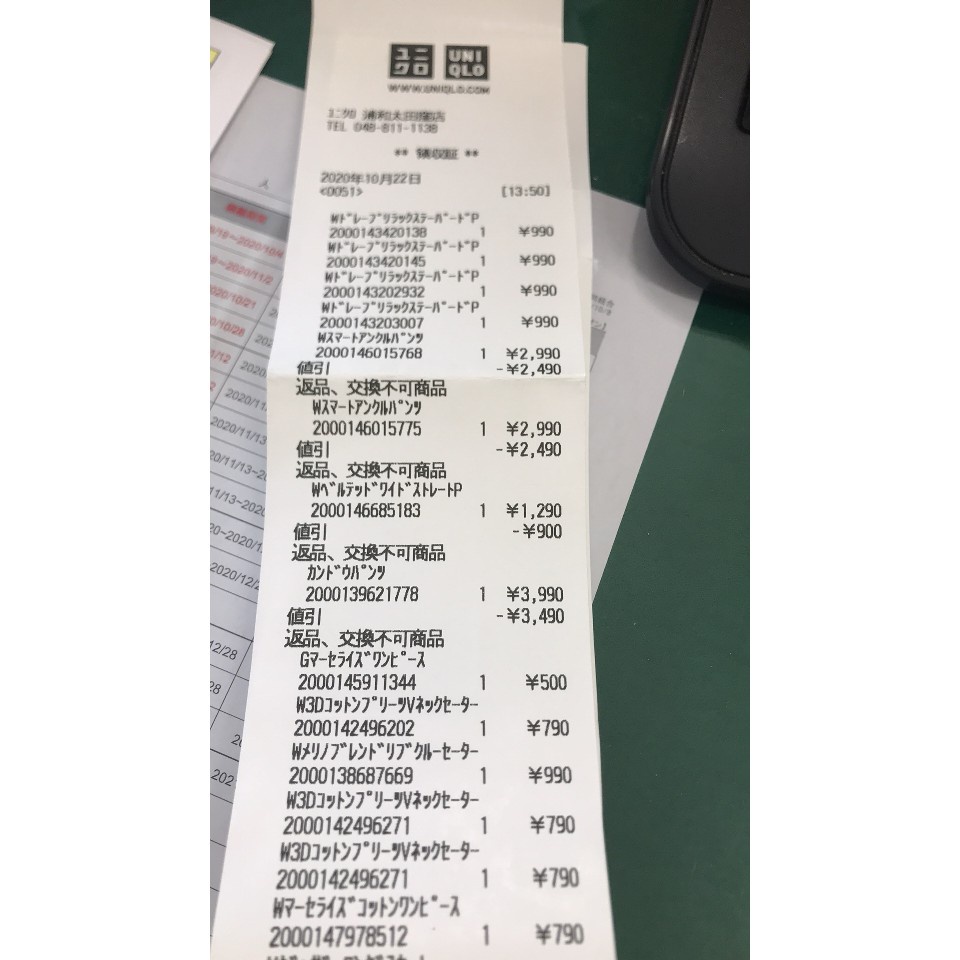 ユニ
クロ
UNI
QLO
WWW.UNIQLO.COM
ﾕﾆｸﾛ 浦和太田窪店
TEL 048-811-1138
** 領収証 **
2020年10月22日
<0051> [13:50]
WﾄﾞﾚｰﾌﾟﾘﾗｯｸｽﾃｰﾊﾟｰﾄﾞP
2000143420138 1 ¥990
WﾄﾞﾚｰﾌﾟﾘﾗｯｸｽﾃｰﾊﾟｰﾄﾞP
2000143420145 1 ¥990
WﾄﾞﾚｰﾌﾟﾘﾗｯｸｽﾃｰﾊﾟｰﾄﾞP
2000143202932 1 ¥990
WﾄﾞﾚｰﾌﾟﾘﾗｯｸｽﾃｰﾊﾟｰﾄﾞP
2000143203007 1 ¥990
Wｽﾏｰﾄｱﾝｸﾙﾊﾟﾝﾂ
2000146015768 1 ¥2,990
値引 -¥2,490
返品、交換不可商品
Wｽﾏｰﾄｱﾝｸﾙﾊﾟﾝﾂ
2000146015775 1 ¥2,990
値引 -¥2,490
返品、交換不可商品
WﾍﾞﾙﾃｯﾄﾞﾜｲﾄﾞｽﾄﾚｰﾄP
2000146685183 1 ¥1,290
値引 -¥900
返品、交換不可商品
ｶﾝﾄﾞｳﾊﾟﾝﾂ
2000139621778 1 ¥3,990
値引 -¥3,490
返品、交換不可商品
Gﾏｰｾﾗｲｽﾞﾜﾝﾋﾟｰｽ
2000145911344 1 ¥500
W3DｺｯﾄﾝﾌﾟﾘｰﾂVﾈｯｸｾｰﾀｰ
2000142496202 1 ¥790
Wﾒﾘﾉﾌﾞﾚﾝﾄﾞﾘﾌﾞｸﾙｰｾｰﾀｰ
2000138687669 1 ¥990
W3DｺｯﾄﾝﾌﾟﾘｰﾂVﾈｯｸｾｰﾀｰ
2000142496271 1 ¥790
W3DｺｯﾄﾝﾌﾟﾘｰﾂVﾈｯｸｾｰﾀｰ
2000142496271 1 ¥790
Wﾏｰｾﾗｲｽﾞｺｯﾄﾝﾜﾝﾋﾟｰｽ
2000147978512 1 ¥790